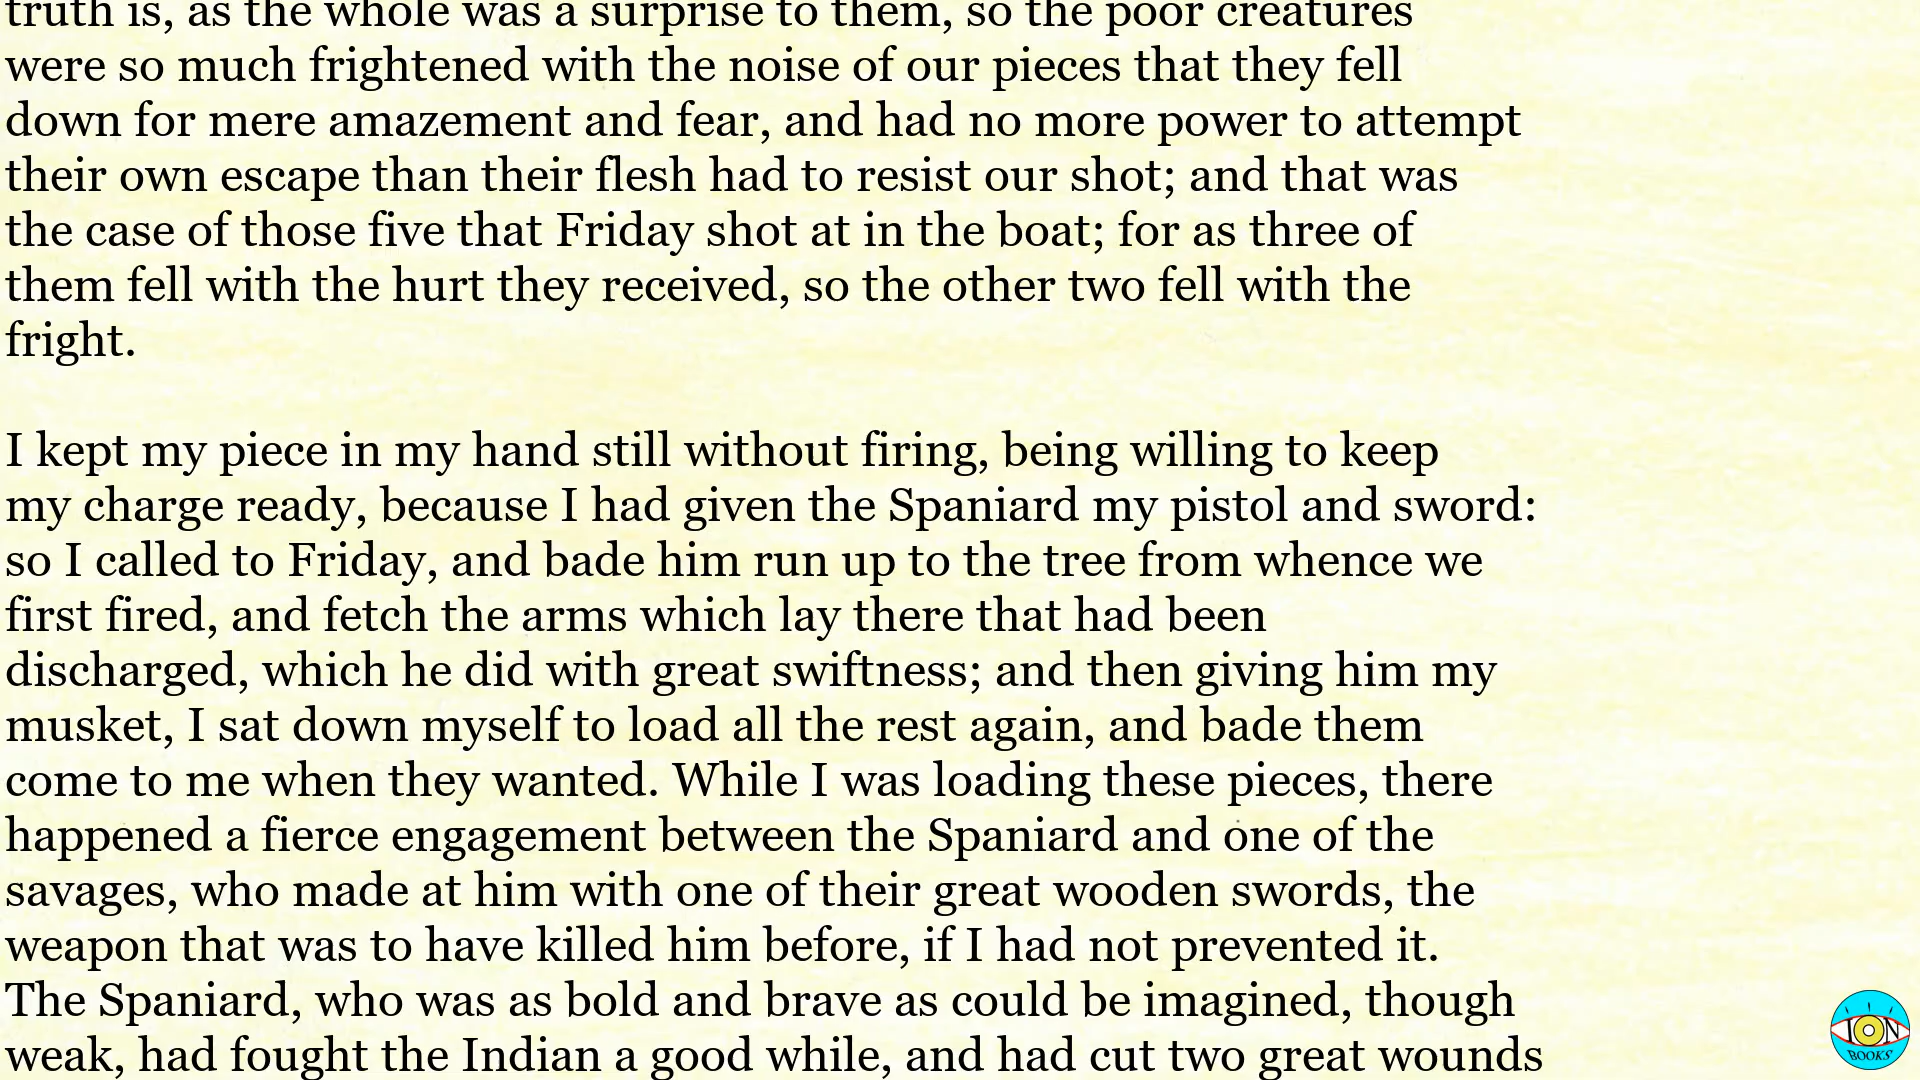 truth is, as the whole was a surprise to them, so the poor creatures
were so much frightened with the noise of our pieces that they fell
down for mere amazement and fear, and had no more power to attempt
their own escape than their flesh had to resist our shot; and that was
the case of those five that Friday shot at in the boat; for as three of
them fell with the hurt they received, so the other two fell with the
fright.
I kept my piece in my hand still without firing, being willing to keep
my charge ready, because I had given the Spaniard my pistol and sword:
so I called to Friday, and bade him run up to the tree from whence we
first fired, and fetch the arms which lay there that had been
discharged, which he did with great swiftness; and then giving him my
musket, I sat down myself to load all the rest again, and bade them
come to me when they wanted. While I was loading these pieces, there
happened a fierce engagement between the Spaniard and one of the
savages, who made at him with one of their great wooden swords, the
weapon that was to have killed him before, if I had not prevented it.
The Spaniard, who was as bold and brave as could be imagined, though
weak, had fought the Indian a good while, and had cut two great wounds
ION
BOOKS